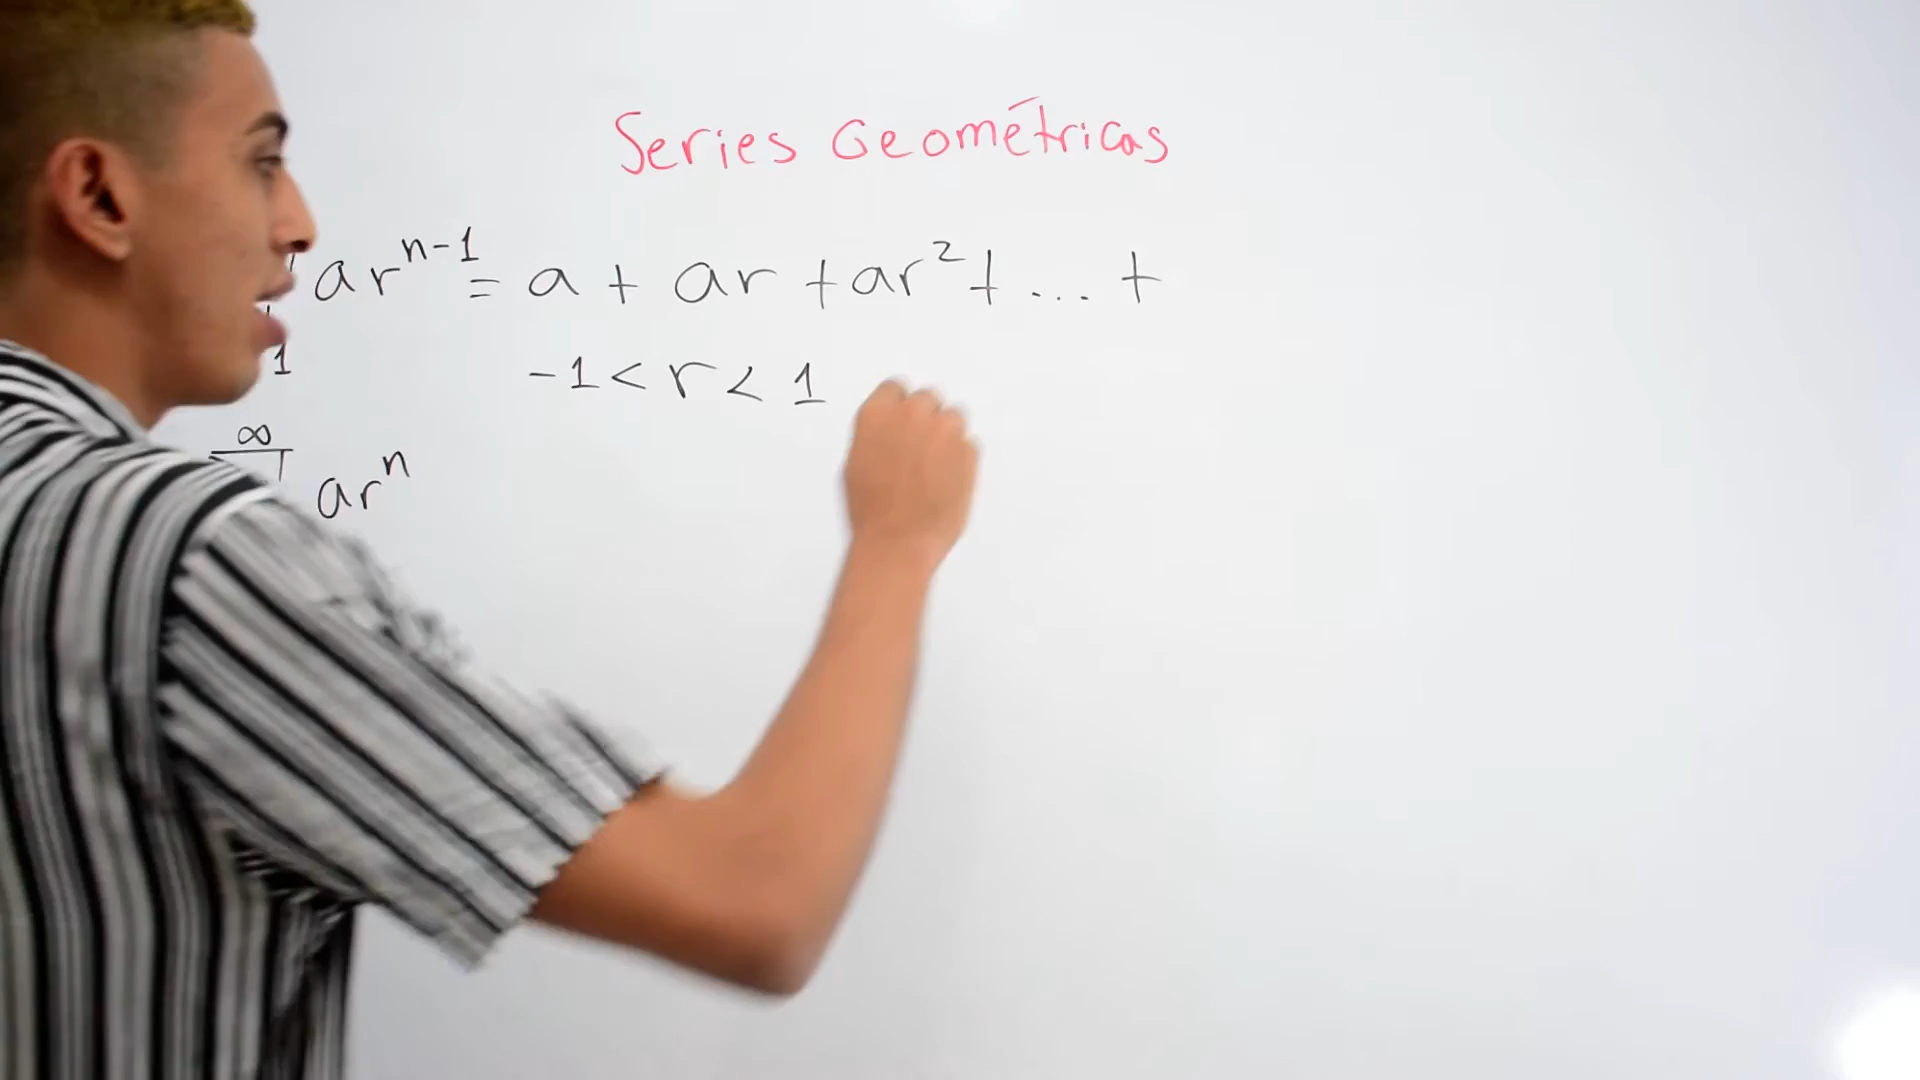 Series Geométricas
ar^{n-1} = a + ar + ar² + ... +
1
-1 < r < 1
∞
ar^n